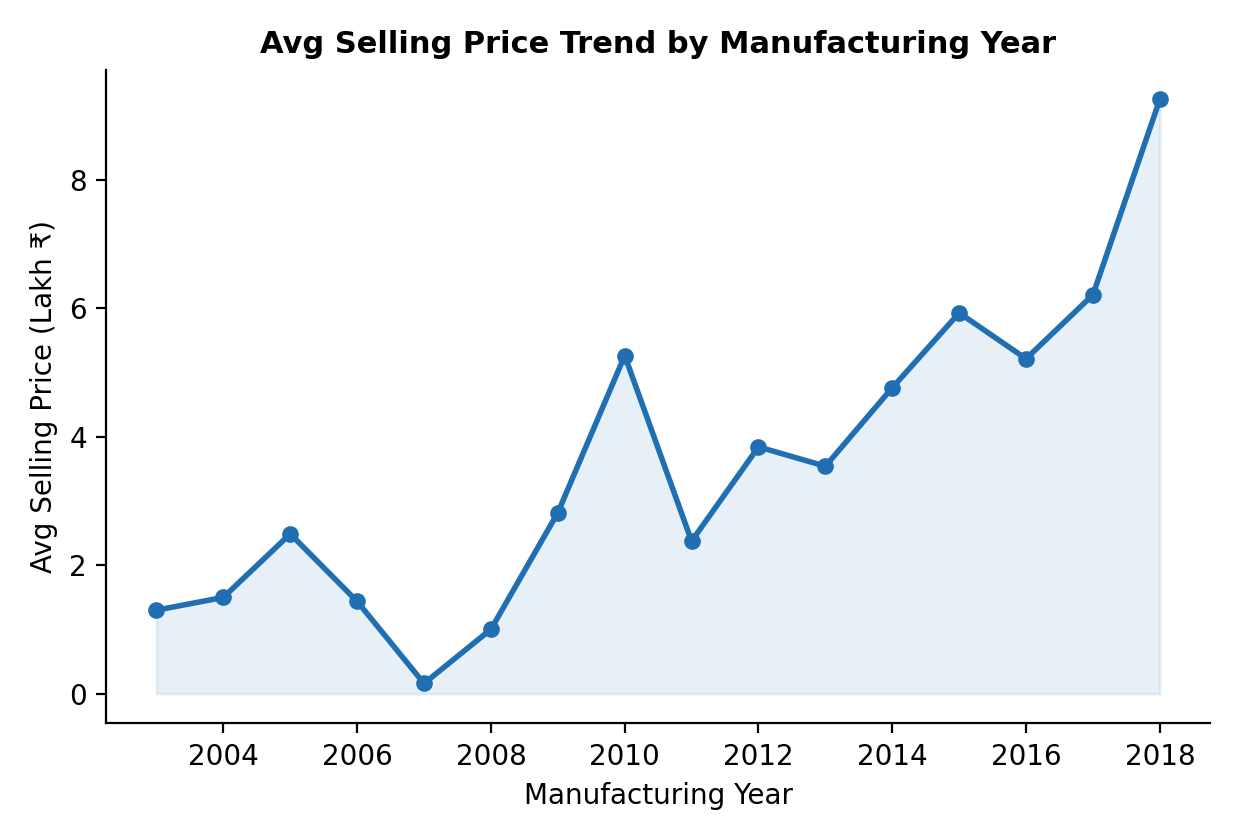 Avg Selling Price Trend by Manufacturing Year
Avg Selling Price (Lakh ₹)
8
6
4
2
0
2004 2006 2008 2010 2012 2014 2016 2018
Manufacturing Year